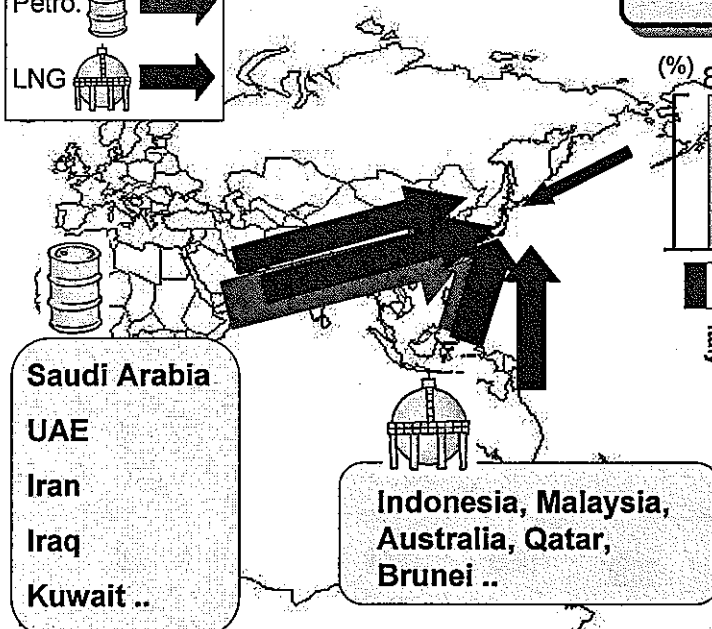 Petro.
LNG
(%)
Saudi Arabia
UAE
Iran
Iraq
Kuwait ..
Indonesia, Malaysia,
Australia, Qatar,
Brunei ..